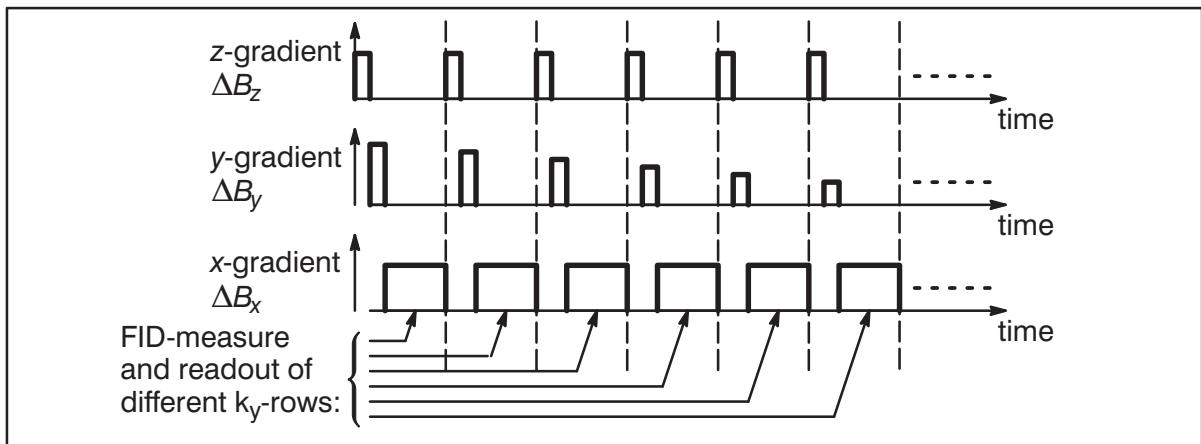 z-gradient
ΔBz
time
y-gradient
ΔBy
time
x-gradient
ΔBx
time
FID-measure
and readout of
different ky-rows: